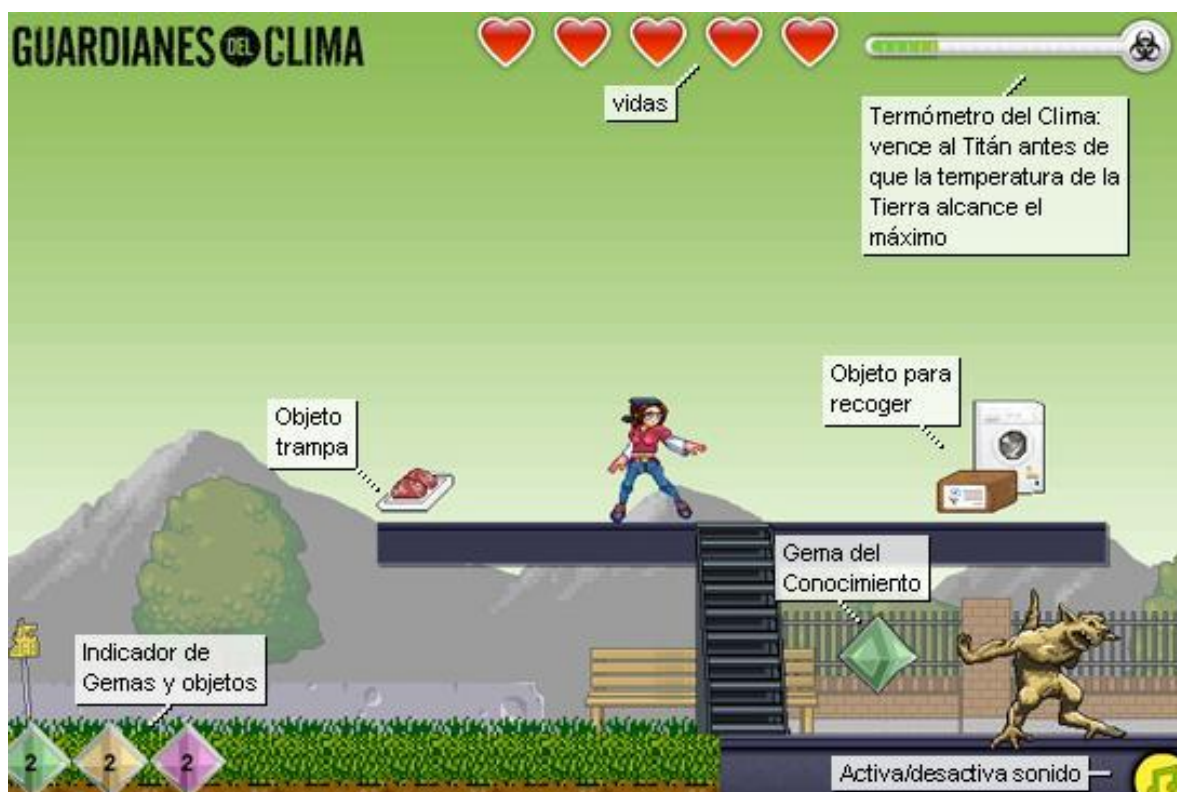 GUARDIANES DEL CLIMA
vidas
Termómetro del Clima:
vence al Titán antes de
que la temperatura de la
Tierra alcance el
máximo
Objeto para
recoger
Objeto
trampa
Gema del
Conocimiento
Indicador de
Gemas y objetos
2 2 2
Activa/desactiva sonido